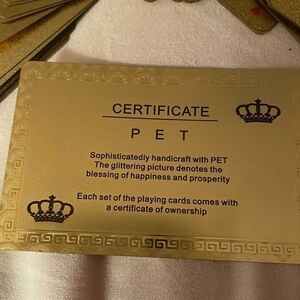 CERTIFICATE
PET
Sophisticatedly handicraft with PET
The glittering picture denotes the
blessing of happiness and prosperity
Each set of the playing cards comes with
a certificate of ownership